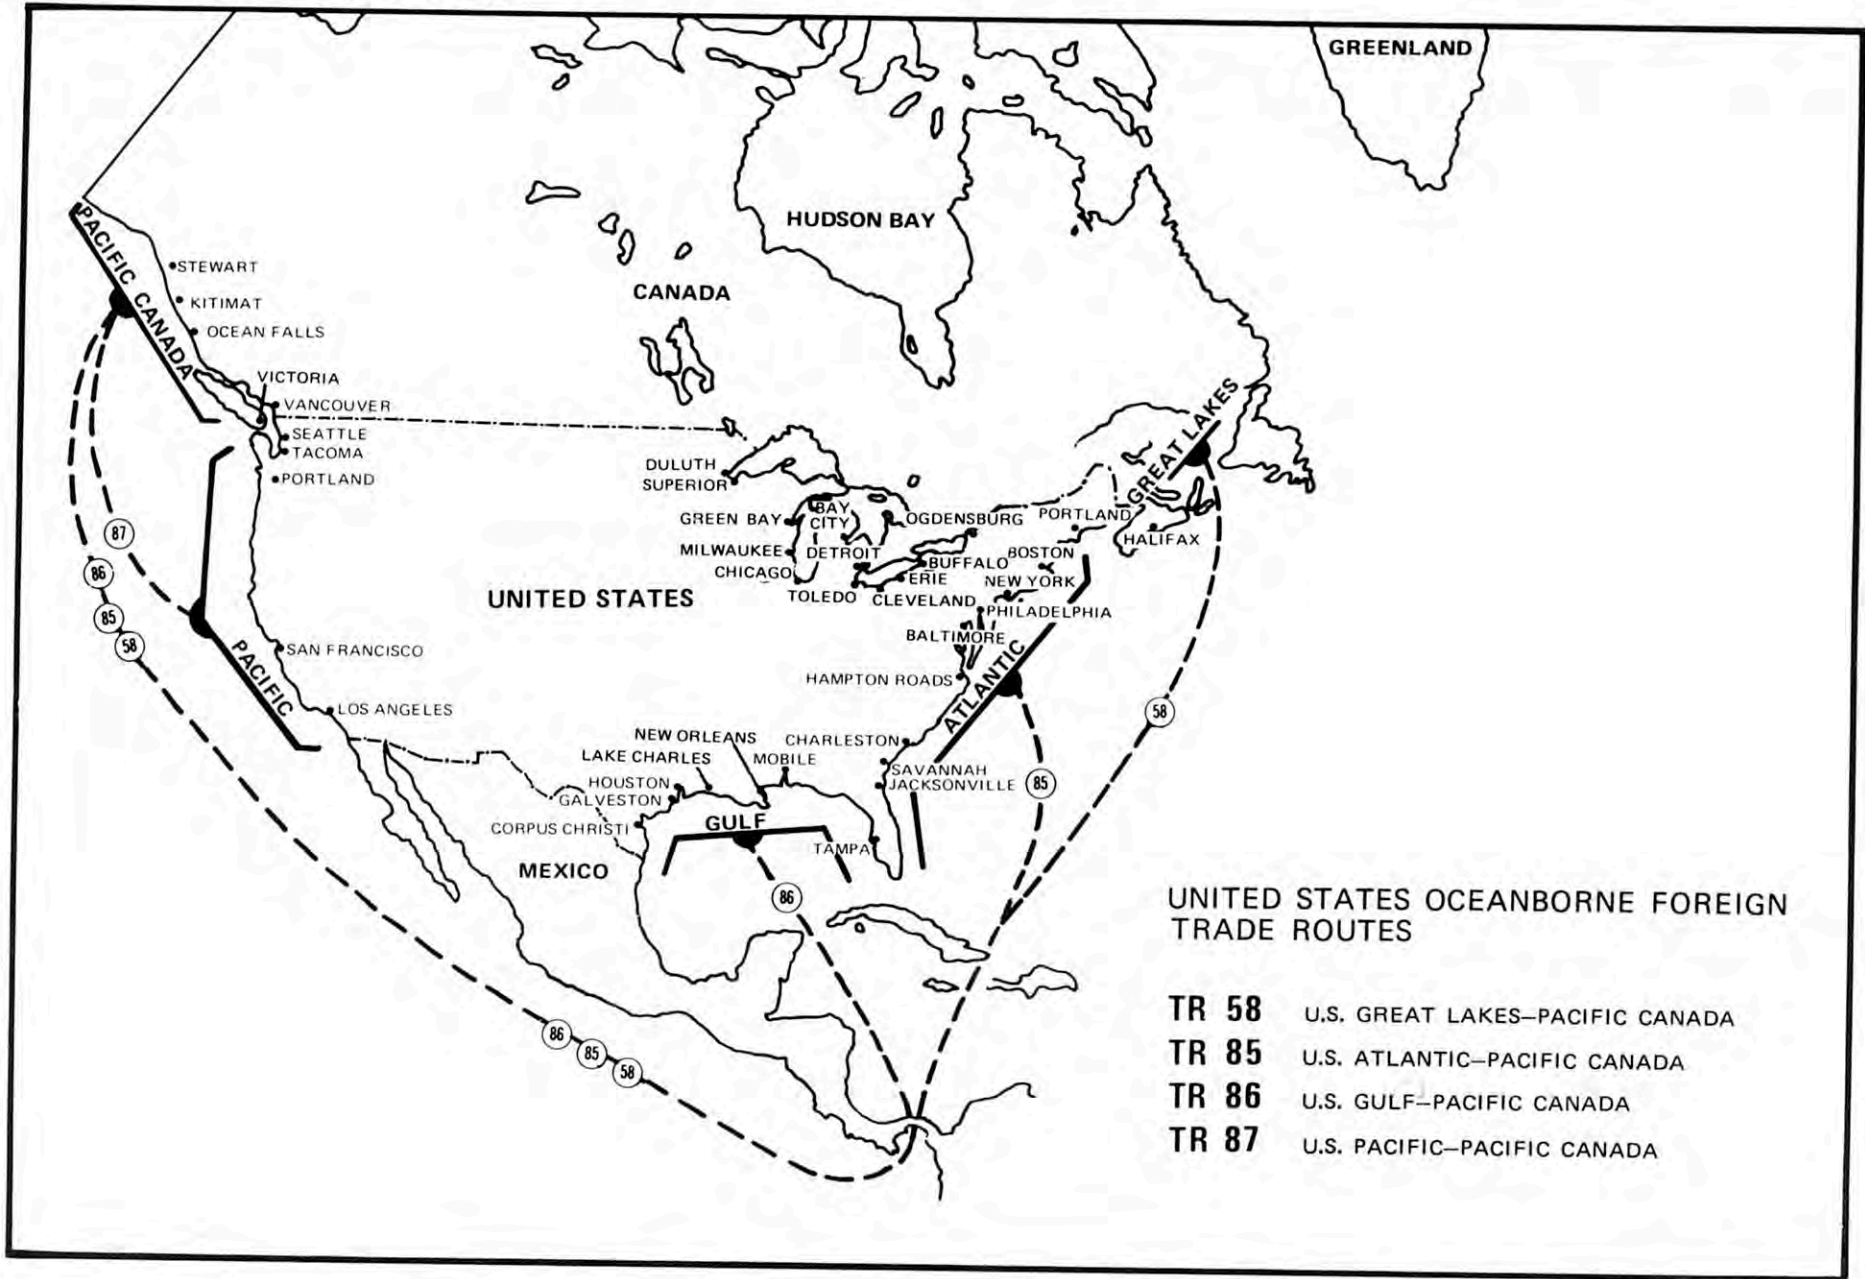 GREENLAND
HUDSON BAY
CANADA
PACIFIC CANADA
STEWART
KITIMAT
OCEAN FALLS
VICTORIA
VANCOUVER
SEATTLE
TACOMA
PORTLAND
GREAT LAKES
DULUTH
SUPERIOR
GREEN BAY
BAY
CITY
OGDENSBURG
PORTLAND
HALIFAX
MILWAUKEE
DETROIT
BOSTON
CHICAGO
BUFFALO
ERIE
NEW YORK
TOLEDO
CLEVELAND
PHILADELPHIA
UNITED STATES
BALTIMORE
HAMPTON ROADS
ATLANTIC
87
86
85
58
SAN FRANCISCO
PACIFIC
LOS ANGELES
58
NEW ORLEANS
CHARLESTON
LAKE CHARLES
MOBILE
SAVANNAH
HOUSTON
JACKSONVILLE
85
GALVESTON
GULF
CORPUS CHRISTI
TAMPA
MEXICO
86
86
85
58
UNITED STATES OCEANBORNE FOREIGN
TRADE ROUTES
TR 58 U.S. GREAT LAKES–PACIFIC CANADA
TR 85 U.S. ATLANTIC–PACIFIC CANADA
TR 86 U.S. GULF–PACIFIC CANADA
TR 87 U.S. PACIFIC–PACIFIC CANADA